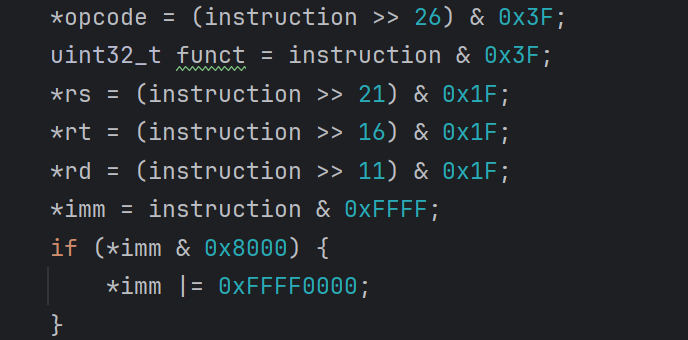 *opcode = (instruction >> 26) & 0x3F;
uint32_t funct = instruction & 0x3F;
*rs = (instruction >> 21) & 0x1F;
*rt = (instruction >> 16) & 0x1F;
*rd = (instruction >> 11) & 0x1F;
*imm = instruction & 0xFFFF;
if (*imm & 0x8000) {
    *imm |= 0xFFFF0000;
}